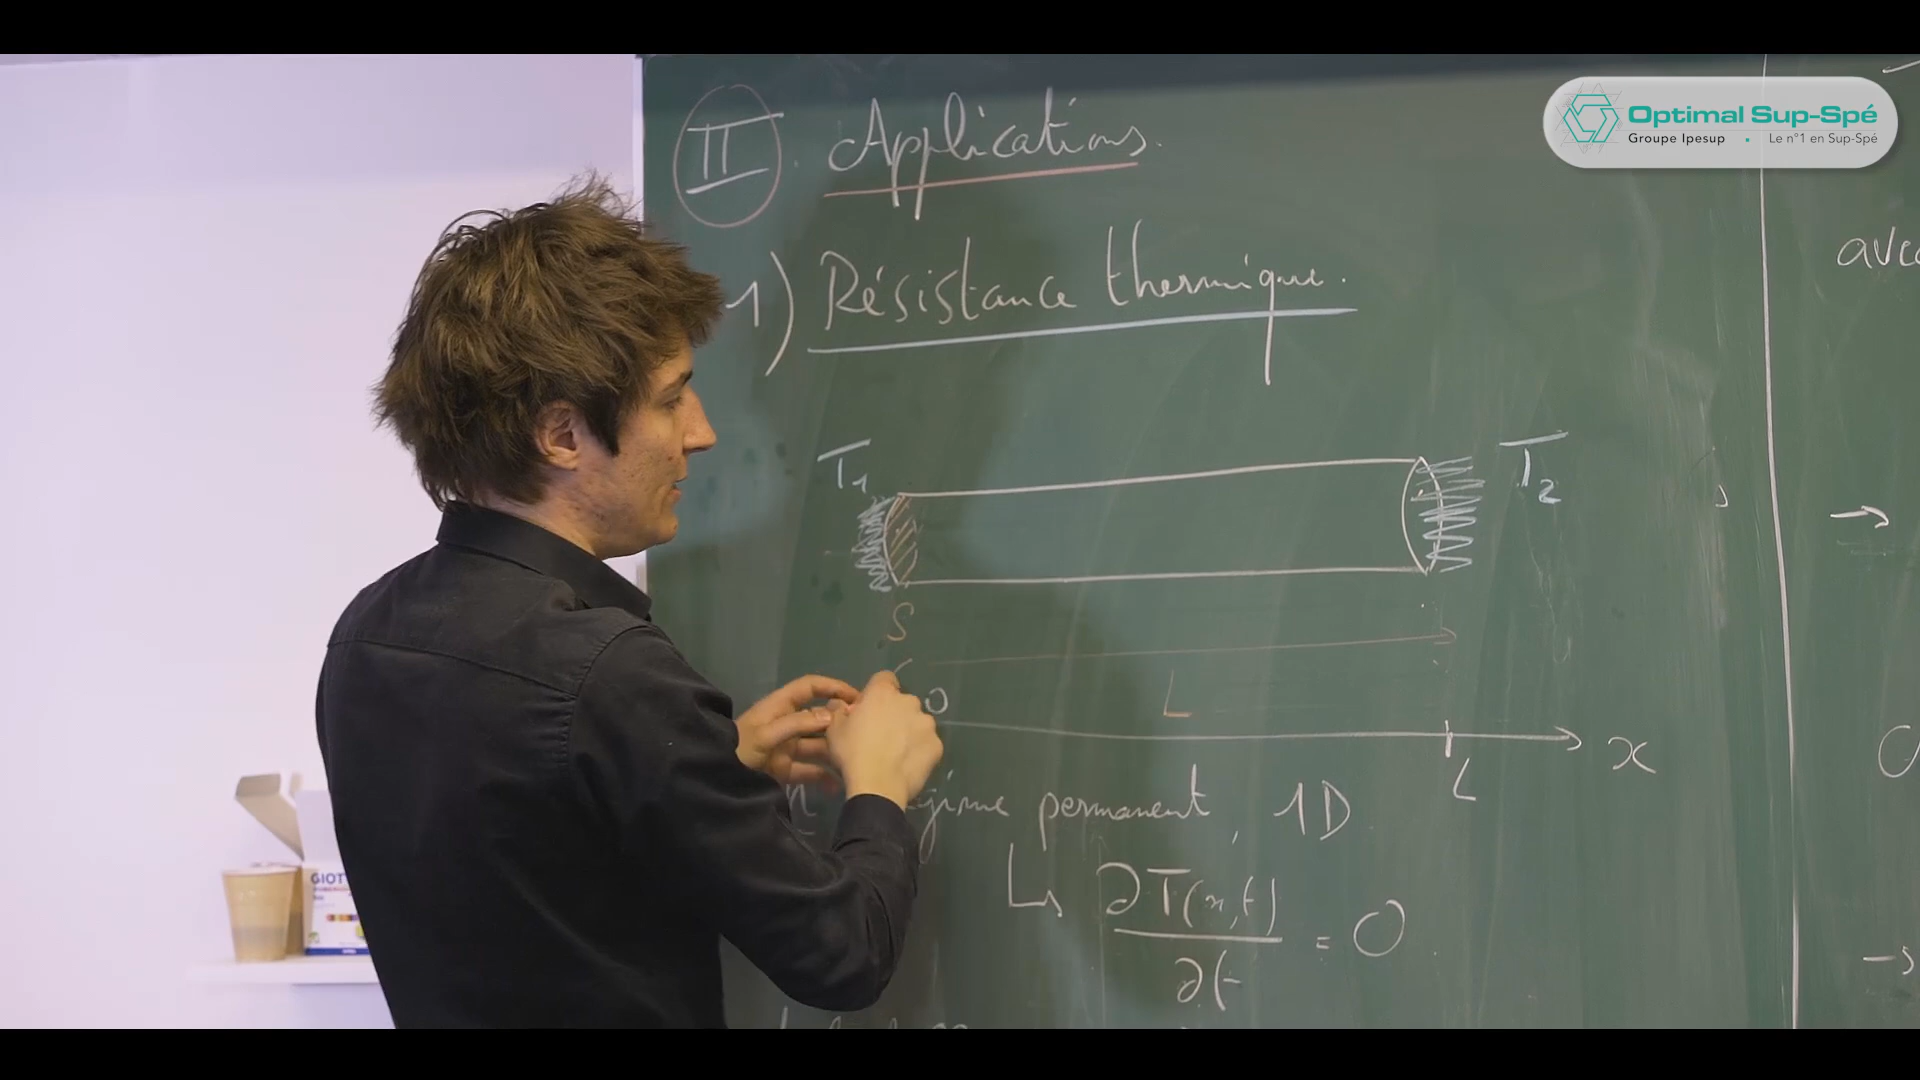 Optimal Sup-Spé
Groupe Ipesup . Le n°1 en Sup-Spé
II. Applications.
1) Résistance thermique.
T1
T2
S
L
O
x
L
régime permanent, 1D
↳ ∂T(x,t)/∂t = 0
avec
→
→
GIOTTO